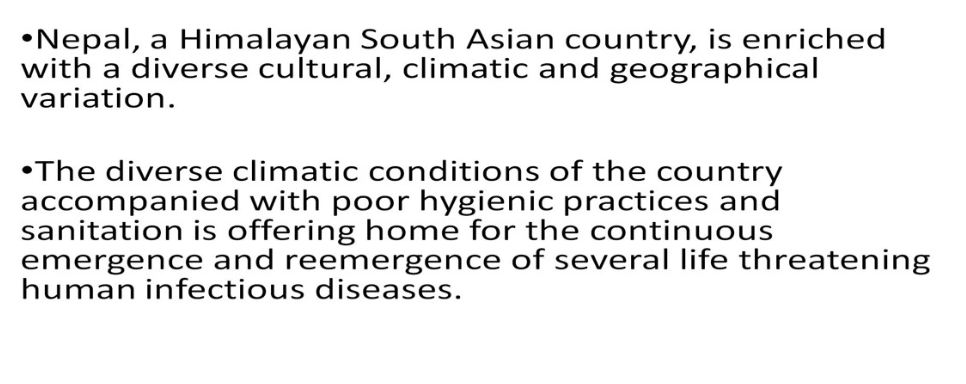 •Nepal, a Himalayan South Asian country, is enriched
with a diverse cultural, climatic and geographical
variation.
•The diverse climatic conditions of the country
accompanied with poor hygienic practices and
sanitation is offering home for the continuous
emergence and reemergence of several life threatening
human infectious diseases.